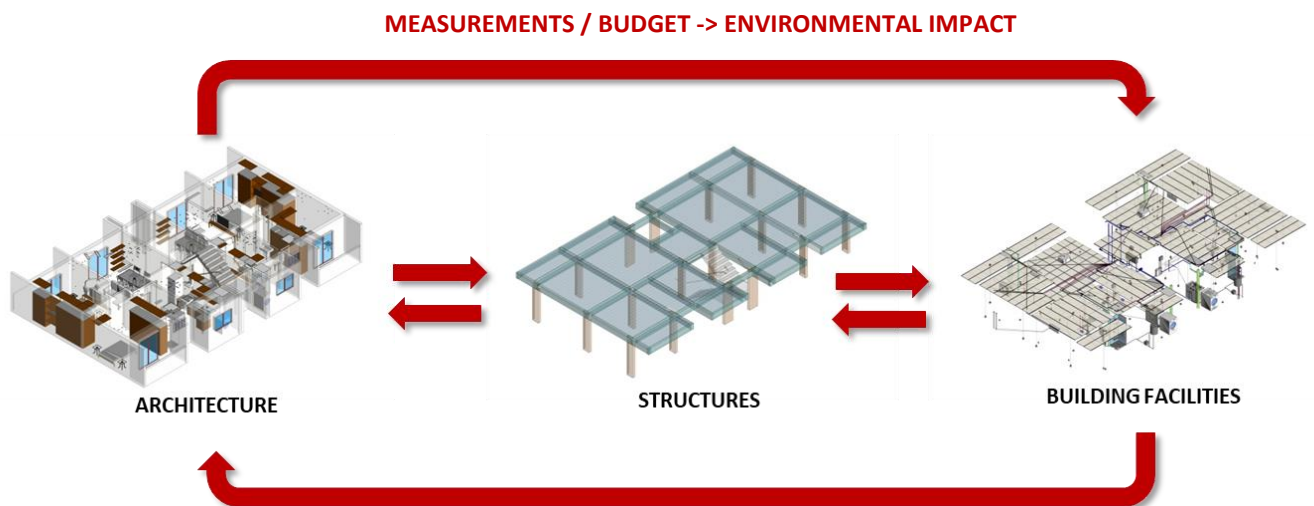 MEASUREMENTS / BUDGET -> ENVIRONMENTAL IMPACT
ARCHITECTURE
STRUCTURES
BUILDING FACILITIES